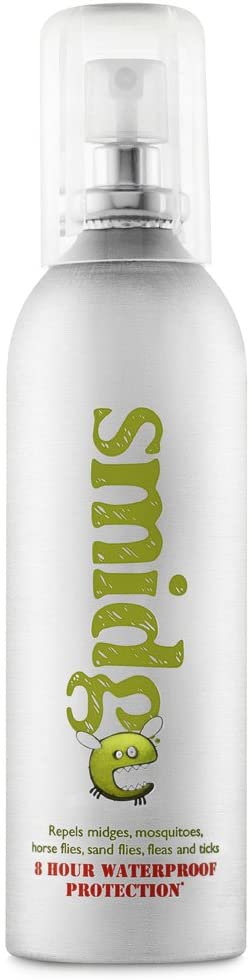 smidge®
Repels midges, mosquitoes,
horse flies, sand flies, fleas and ticks
8 HOUR WATERPROOF
PROTECTION*